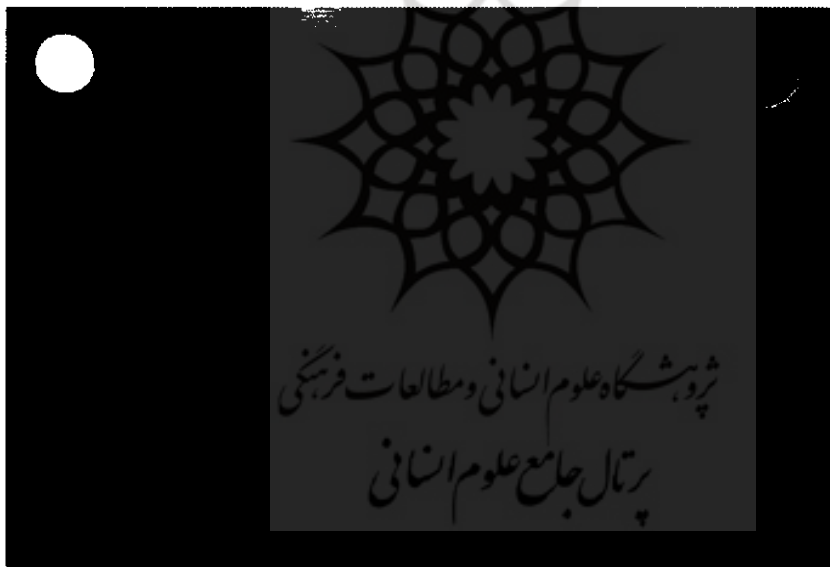 پژوهشگاه علوم انسانی و مطالعات فرهنگی
پرتال جامع علوم انسانی